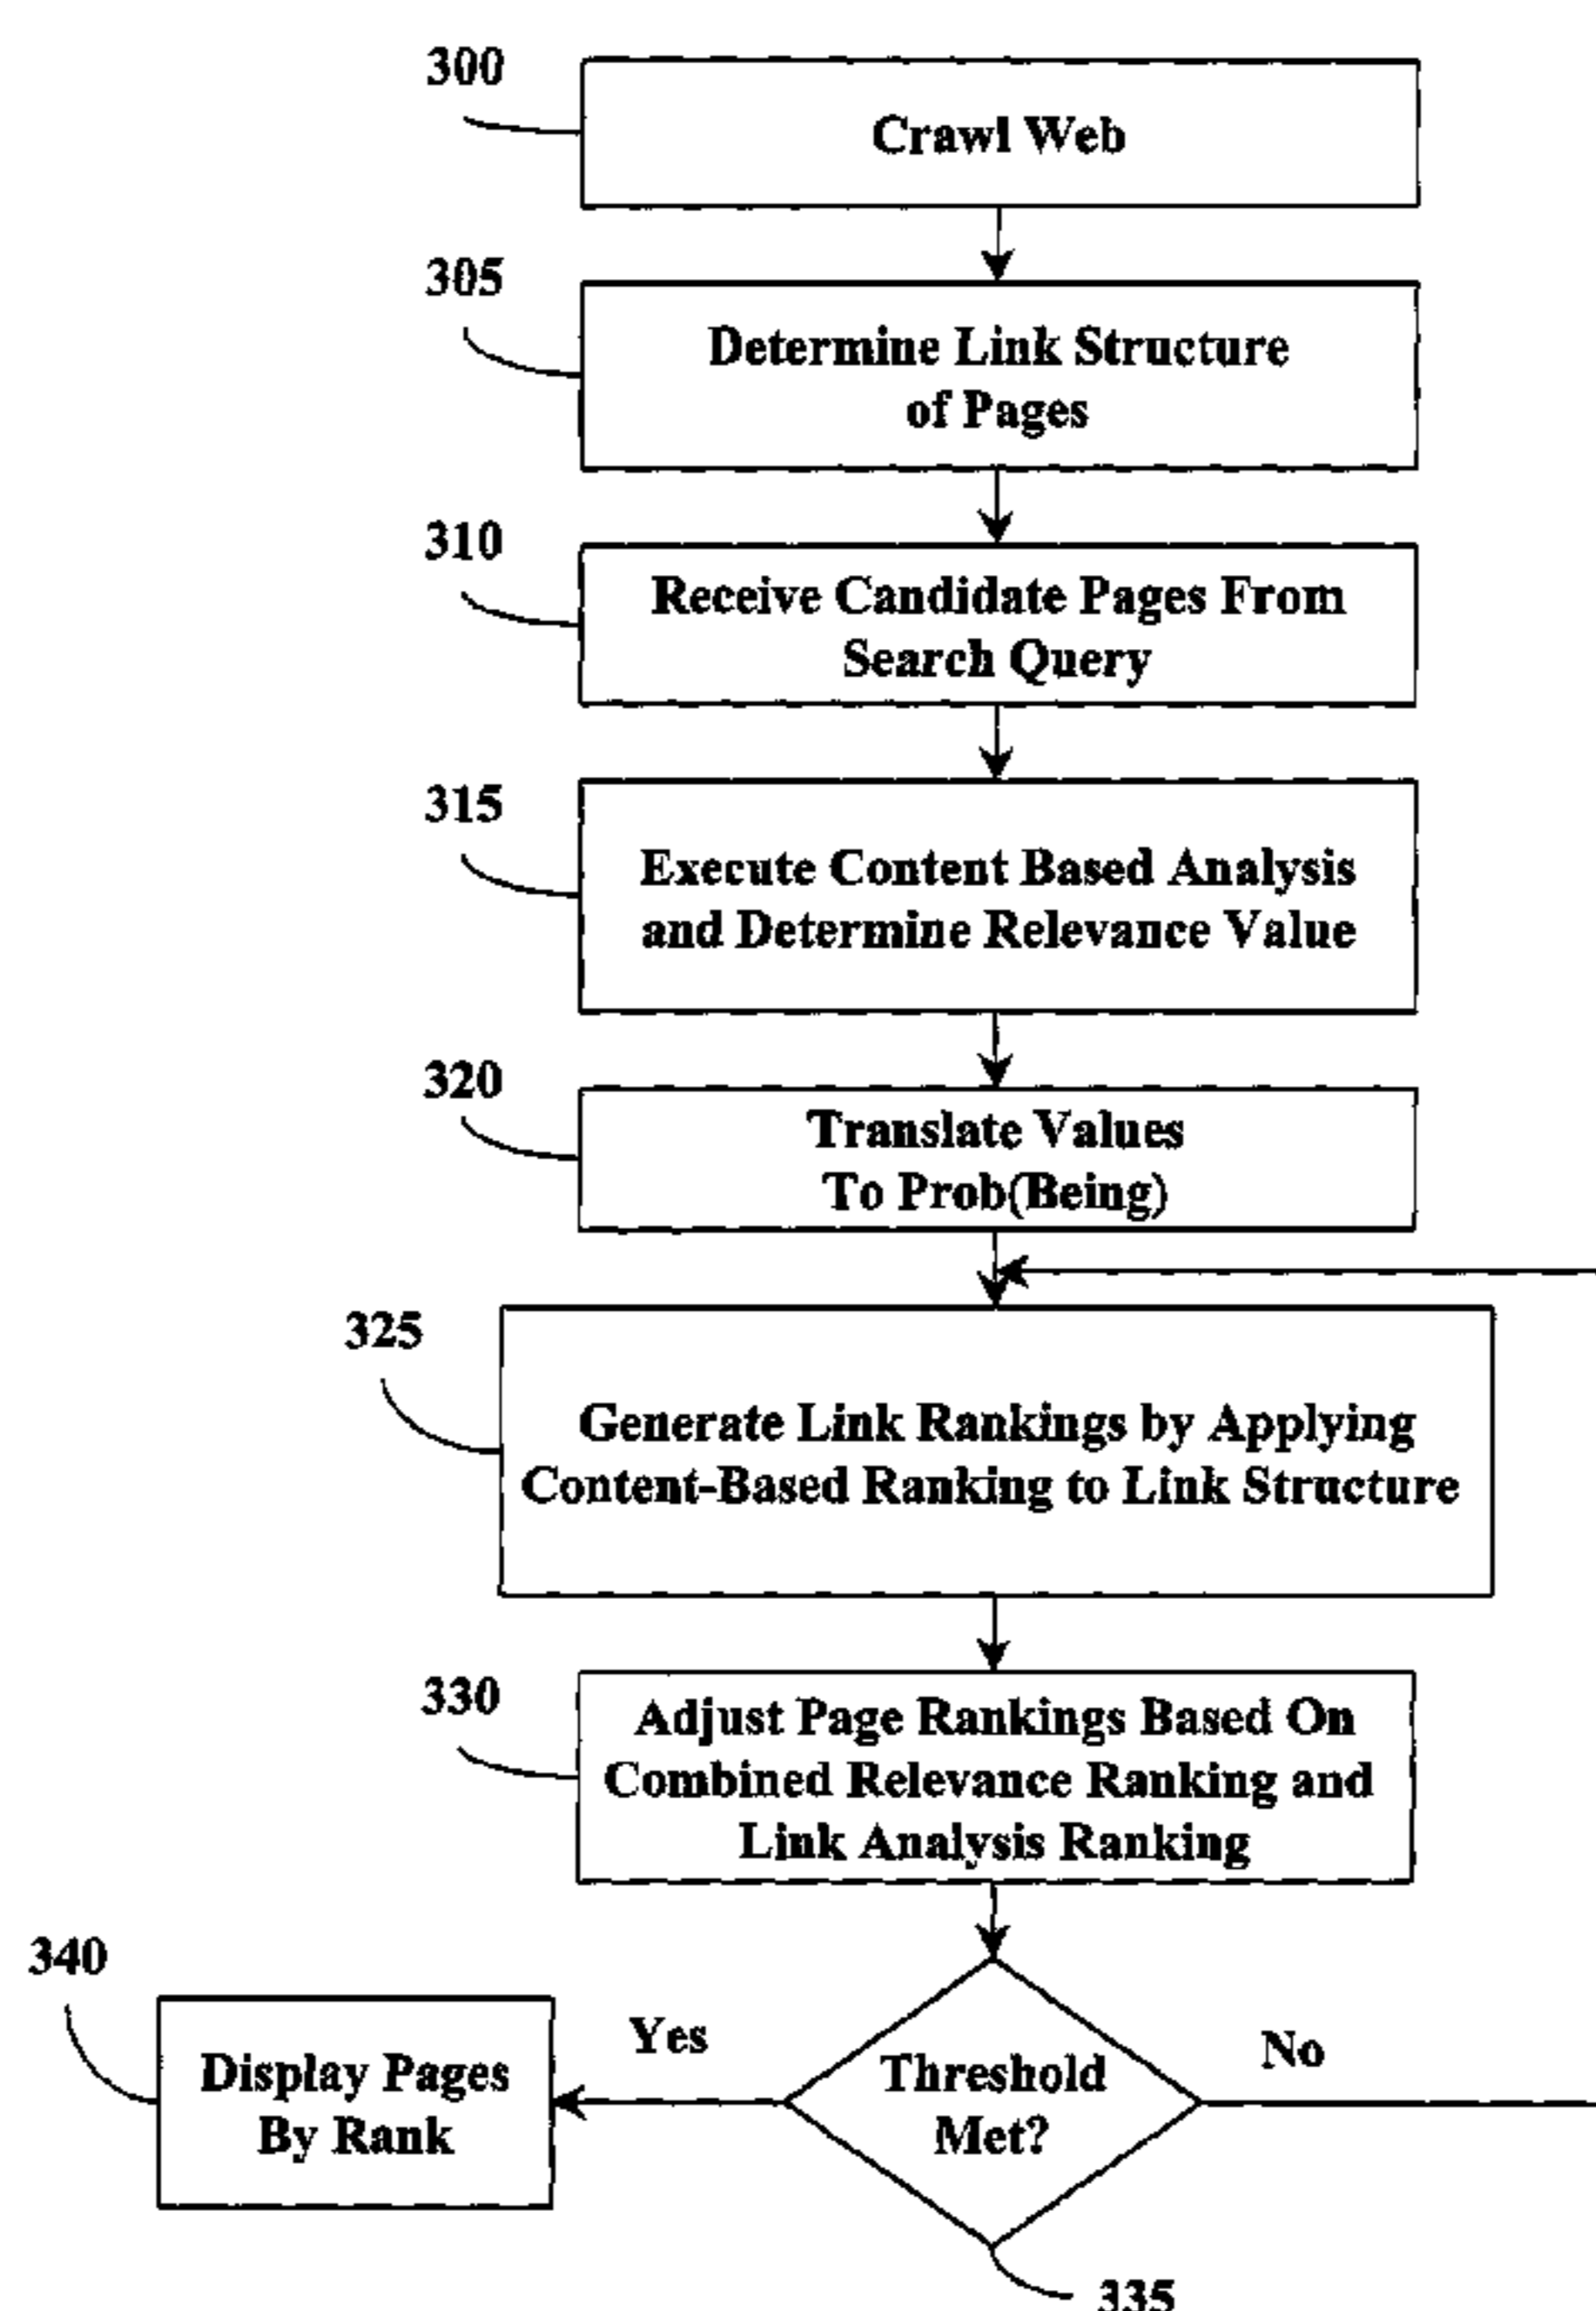 300
Crawl Web
305
Determine Link Structure
of Pages
310
Receive Candidate Pages From
Search Query
315
Execute Content Based Analysis
and Determine Relevance Value
320
Translate Values
To Prob(Being)
325
Generate Link Rankings by Applying
Content-Based Ranking to Link Structure
330
Adjust Page Rankings Based On
Combined Relevance Ranking and
Link Analysis Ranking
340
Display Pages
By Rank
Yes
Threshold
Met?
No
335